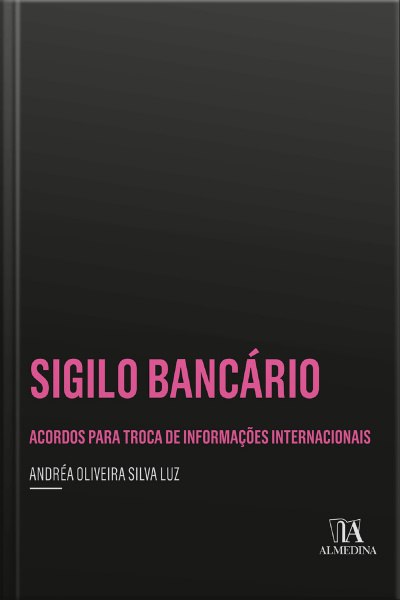 SIGILO BANCÁRIO
ACORDOS PARA TROCA DE INFORMAÇÕES INTERNACIONAIS
ANDRÉA OLIVEIRA SILVA LUZ
ALMEDINA